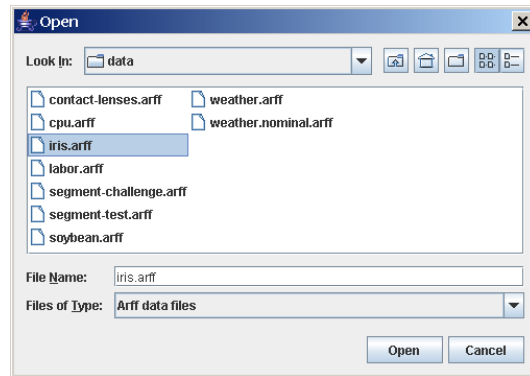 Open
Look In: data
contact-lenses.arff weather.arff
cpu.arff weather.nominal.arff
iris.arff
labor.arff
segment-challenge.arff
segment-test.arff
soybean.arff
File Name: iris.arff
Files of Type: Arff data files
Open Cancel